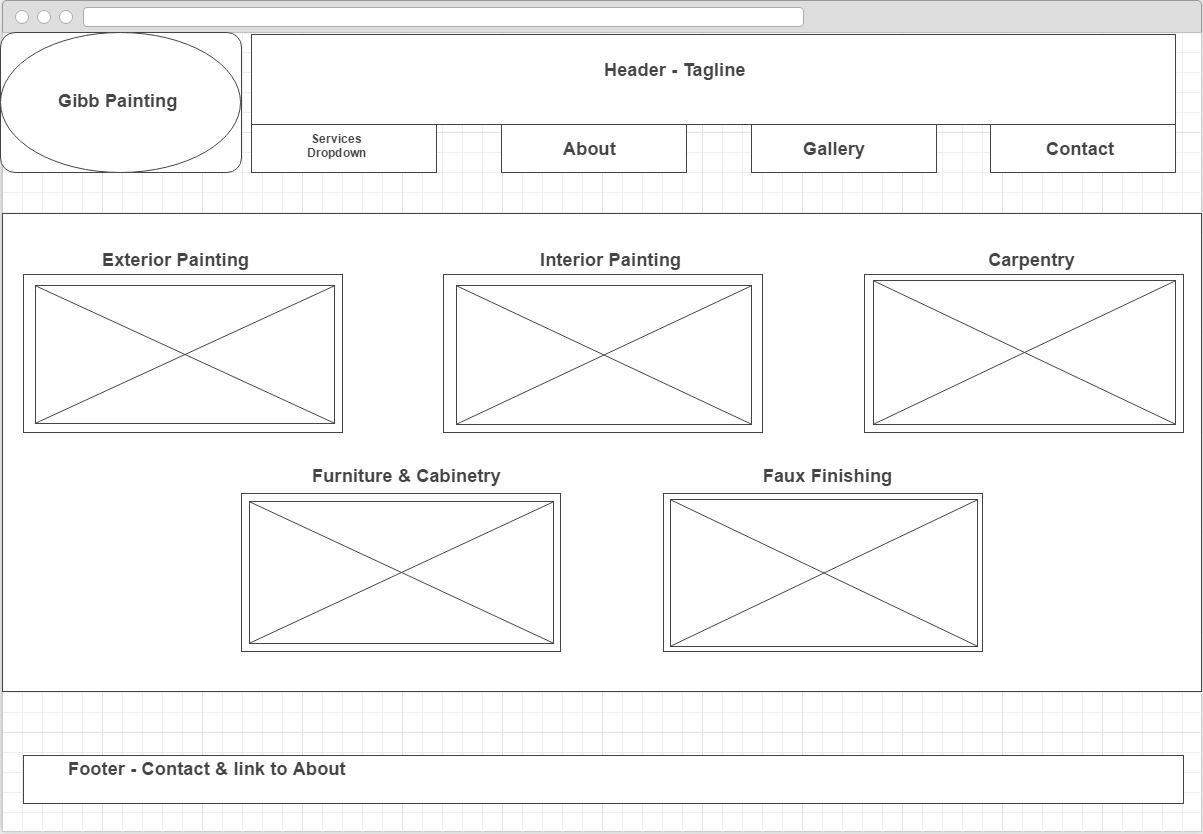 Gibb Painting
Header - Tagline
Services
Dropdown
About
Gallery
Contact
Exterior Painting
Interior Painting
Carpentry
Furniture & Cabinetry
Faux Finishing
Footer - Contact & link to About